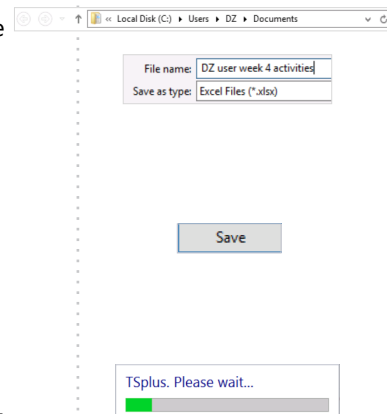 « Local Disk (C:) ▸ Users ▸ DZ ▸ Documents
File name: DZ user week 4 activities
Save as type: Excel Files (*.xlsx)
Save
TSplus. Please wait...